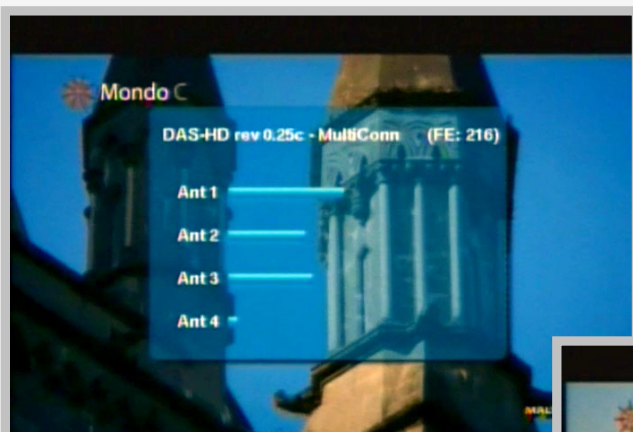 Mondo C
DAS-HD rev 0.25c - MultiConn (FE: 216)
Ant 1
Ant 2
Ant 3
Ant 4